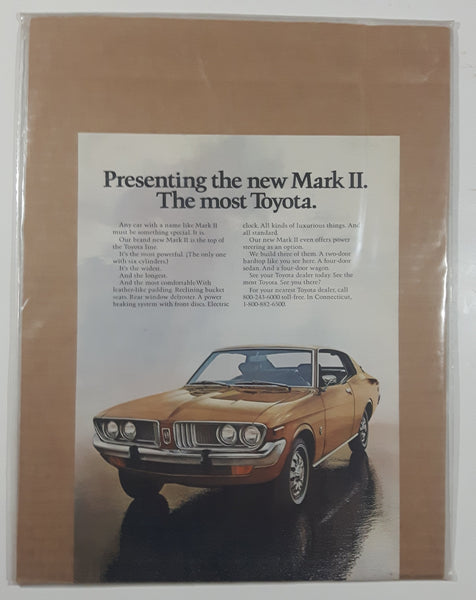 Presenting the new Mark II.
The most Toyota.
Any car with a name like Mark II
must be something special. It is.
Our brand new Mark II is the top of
the Toyota line.
It's the most powerful. (The only one
with six cylinders)
It's the widest.
And the longest.
And the most comfortable. With
leather-like padding. Reclining bucket
seats. Rear window defroster. A power
braking system with front discs. Electric
clock. All kinds of luxurious things. And
all standard.
Our new Mark II even offers power
steering as an option.
We build three of them. A two-door
hardtop like you see here. A four-door
sedan. And a four-door wagon.
See your Toyota dealer today. See the
most Toyota. See you there?
For your nearest Toyota dealer, call
800-243-6000 toll-free. In Connecticut,
1-800-882-6500.